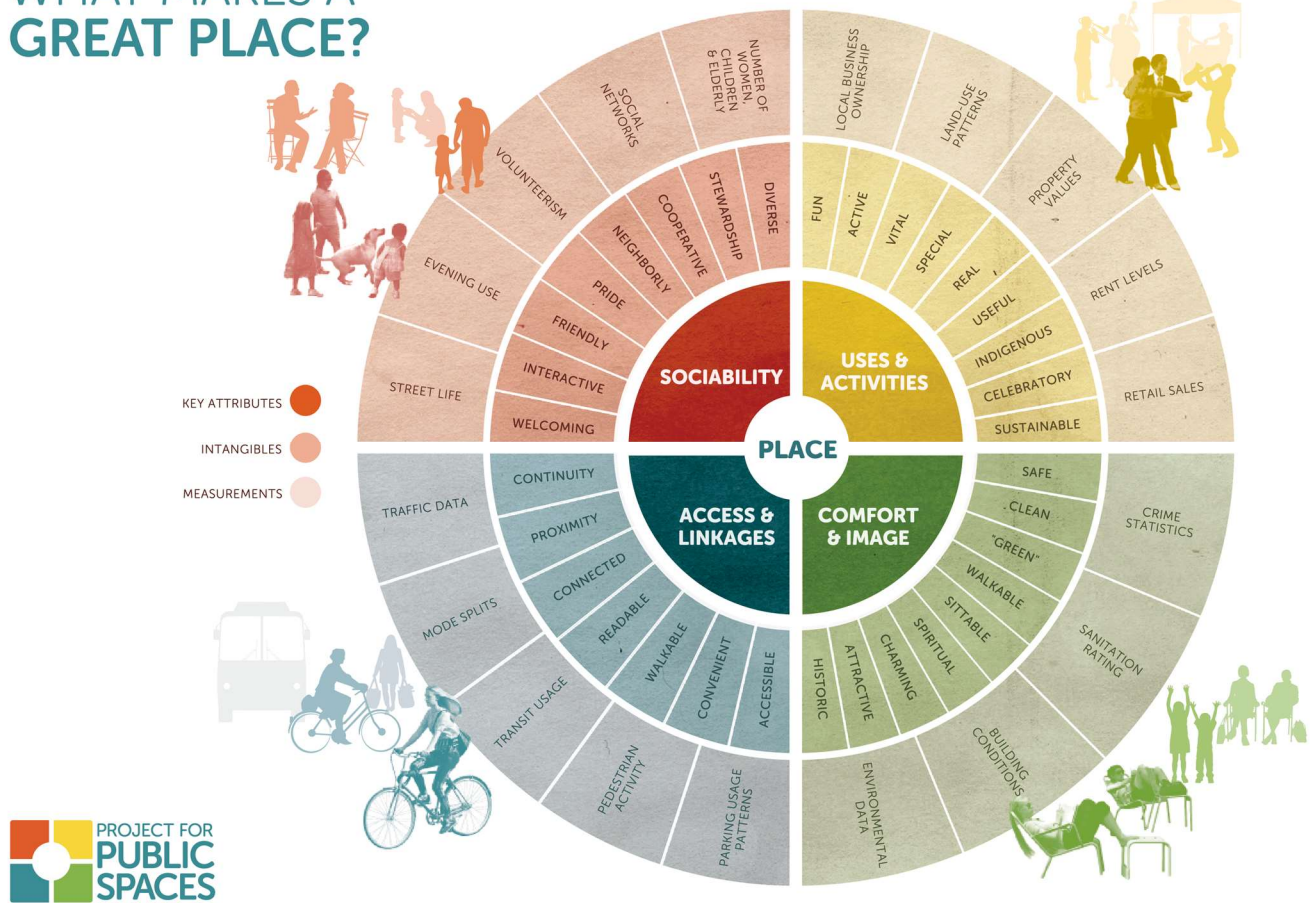 WHAT MAKES A
GREAT PLACE?
KEY ATTRIBUTES
INTANGIBLES
MEASUREMENTS
PLACE
SOCIABILITY
WELCOMING
INTERACTIVE
FRIENDLY
PRIDE
NEIGHBORLY
COOPERATIVE
STEWARDSHIP
DIVERSE
STREET LIFE
EVENING USE
VOLUNTEERISM
SOCIAL
NETWORKS
NUMBER OF
WOMEN,
CHILDREN
& ELDERLY
USES &
ACTIVITIES
FUN
ACTIVE
VITAL
SPECIAL
REAL
USEFUL
INDIGENOUS
CELEBRATORY
SUSTAINABLE
LOCAL BUSINESS
OWNERSHIP
LAND-USE
PATTERNS
PROPERTY
VALUES
RENT LEVELS
RETAIL SALES
COMFORT
& IMAGE
SAFE
CLEAN
"GREEN"
WALKABLE
SITTABLE
SPIRITUAL
CHARMING
ATTRACTIVE
HISTORIC
CRIME
STATISTICS
SANITATION
RATING
BUILDING
CONDITIONS
ENVIRONMENTAL
DATA
ACCESS &
LINKAGES
CONTINUITY
PROXIMITY
CONNECTED
READABLE
WALKABLE
CONVENIENT
ACCESSIBLE
TRAFFIC DATA
MODE SPLITS
TRANSIT USAGE
PEDESTRIAN
ACTIVITY
PARKING USAGE
PATTERNS
PROJECT FOR
PUBLIC
SPACES